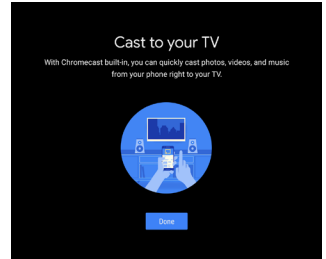 Cast to your TV
With Chromecast built-in, you can quickly cast photos, videos, and music
from your phone right to your TV.
Done